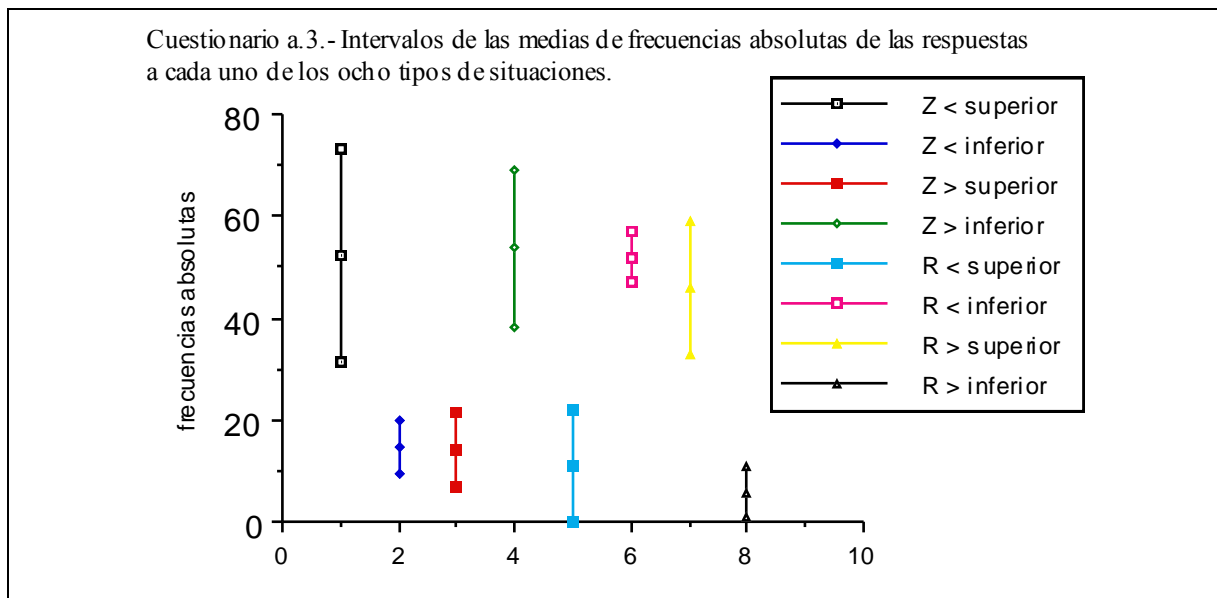 Cuestionario a.3.- Intervalos de las medias de frecuencias absolutas de las respuestas
a cada uno de los ocho tipos de situaciones.
Z < superior
Z < inferior
Z > superior
Z > inferior
R < superior
R < inferior
R > superior
R > inferior
frecuencias absolutas
80
60
40
20
0
0 2 4 6 8 10